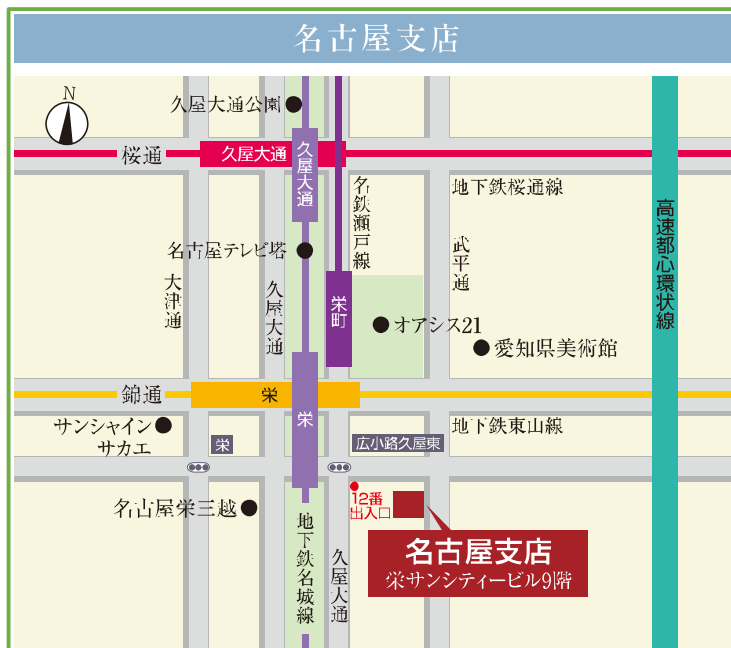 名古屋支店
N
久屋大通公園
桜通
久屋大通
久屋大通
名鉄瀬戸線
地下鉄桜通線
高速都心環状線
武平通
名古屋テレビ塔
大津通
久屋大通
栄町
オアシス21
愛知県美術館
錦通
栄
栄
サンシャイン
サカエ
栄
広小路久屋東
地下鉄東山線
名古屋栄三越
12番
出入口
地下鉄名城線
久屋大通
名古屋支店
栄サンシティービル9階